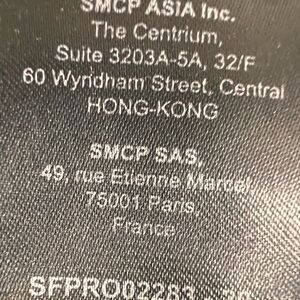 SMCP ASIA Inc.
The Centrium,
Suite 3203A-5A, 32/F
60 Wyndham Street, Central
HONG-KONG
SMCP SAS,
49, rue Etienne Marcel,
75001 Paris,
France
SFPRO02283